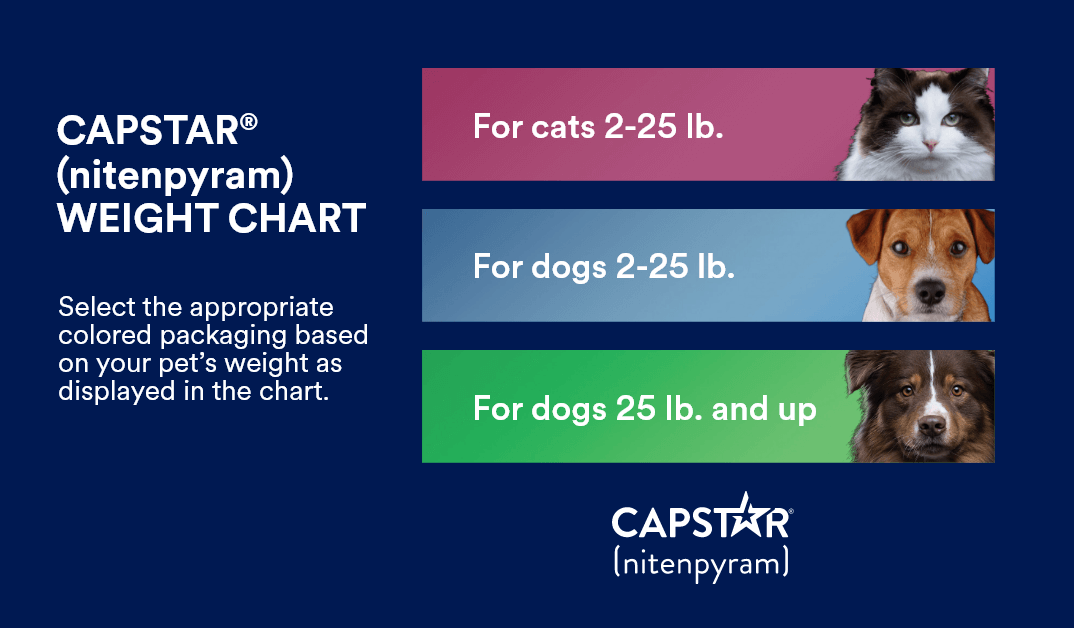 CAPSTAR®
(nitenpyram)
WEIGHT CHART
Select the appropriate
colored packaging based
on your pet’s weight as
displayed in the chart.
For cats 2-25 lb.
For dogs 2-25 lb.
For dogs 25 lb. and up
CAPSTAR®
(nitenpyram)